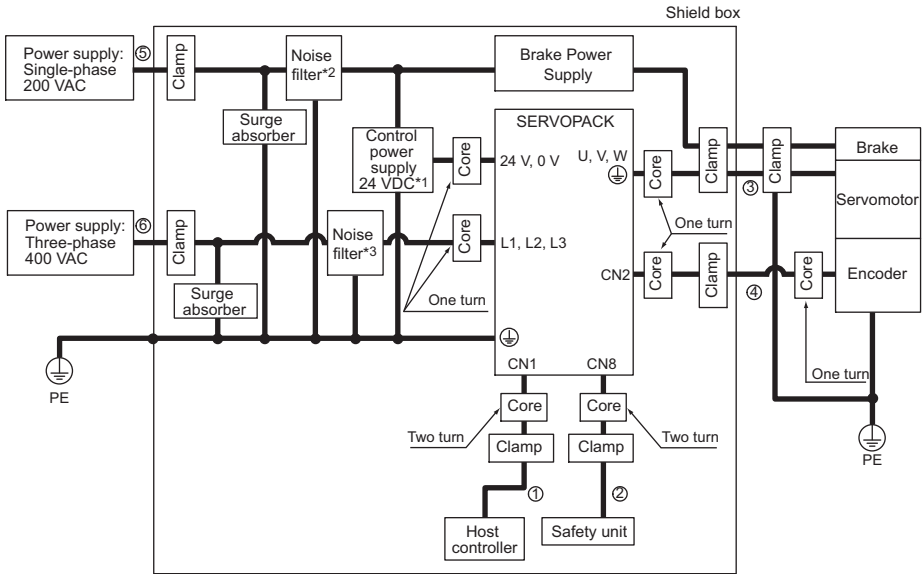 Shield box
Power supply:
Single-phase
200 VAC
⑤
Clamp
Noise
filter*2
Brake Power
Supply
Surge
absorber
Control
power
supply
24 VDC*1
Core
SERVOPACK
24 V, 0 V
U, V, W
Core
Clamp
③
Clamp
Brake
Servomotor
Power supply:
Three-phase
400 VAC
⑥
Clamp
Noise
filter*3
Core
L1, L2, L3
One turn
CN2
Core
Clamp
④
Core
Encoder
Surge
absorber
One turn
One turn
PE
CN1
CN8
Core
Core
Two turn
Two turn
Clamp
Clamp
PE
①
②
Host
controller
Safety unit